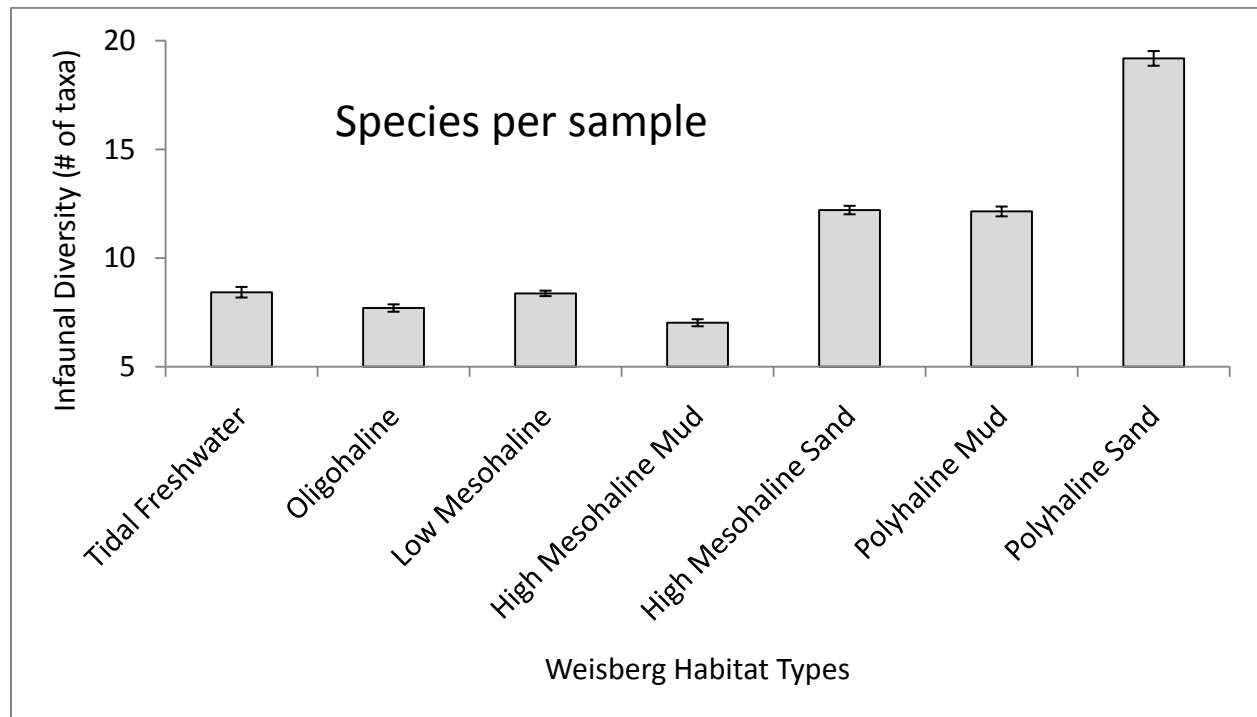 Species per sample
Infaunal Diversity (# of taxa)
20
15
10
5
Tidal Freshwater
Oligohaline
Low Mesohaline
High Mesohaline Mud
High Mesohaline Sand
Polyhaline Mud
Polyhaline Sand
Weisberg Habitat Types